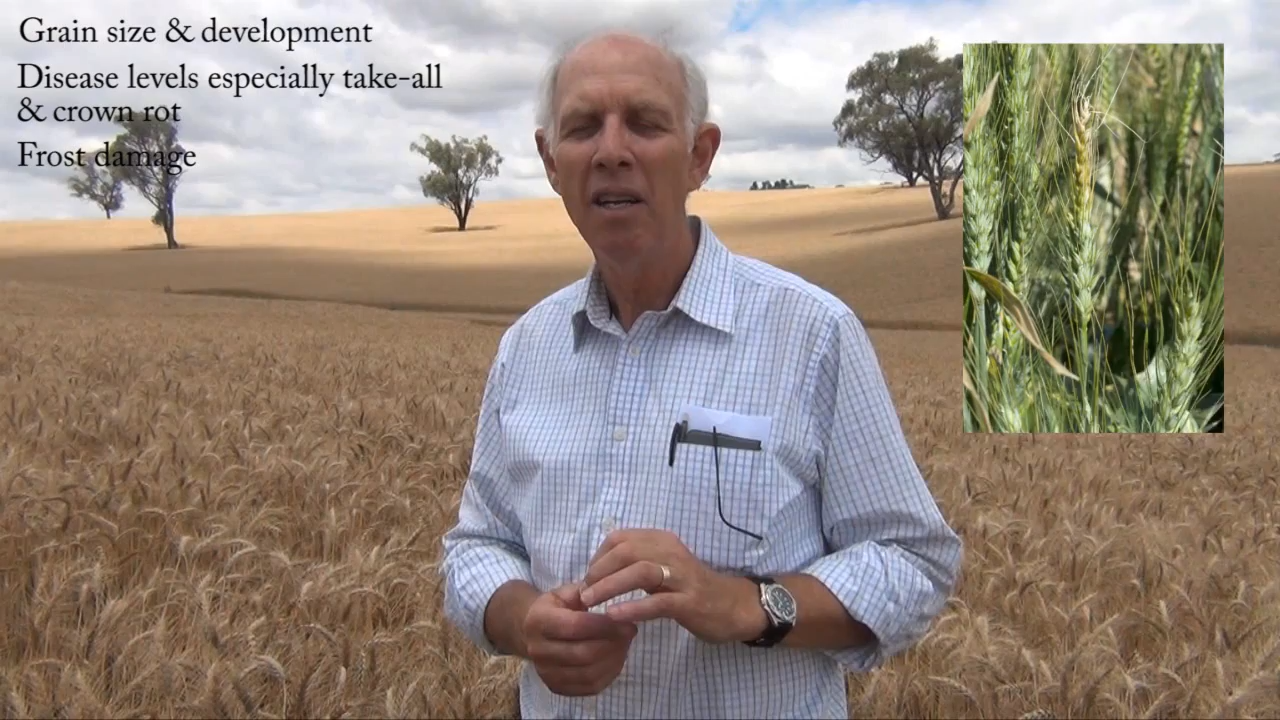 Grain size & development
Disease levels especially take-all
& crown rot
Frost damage